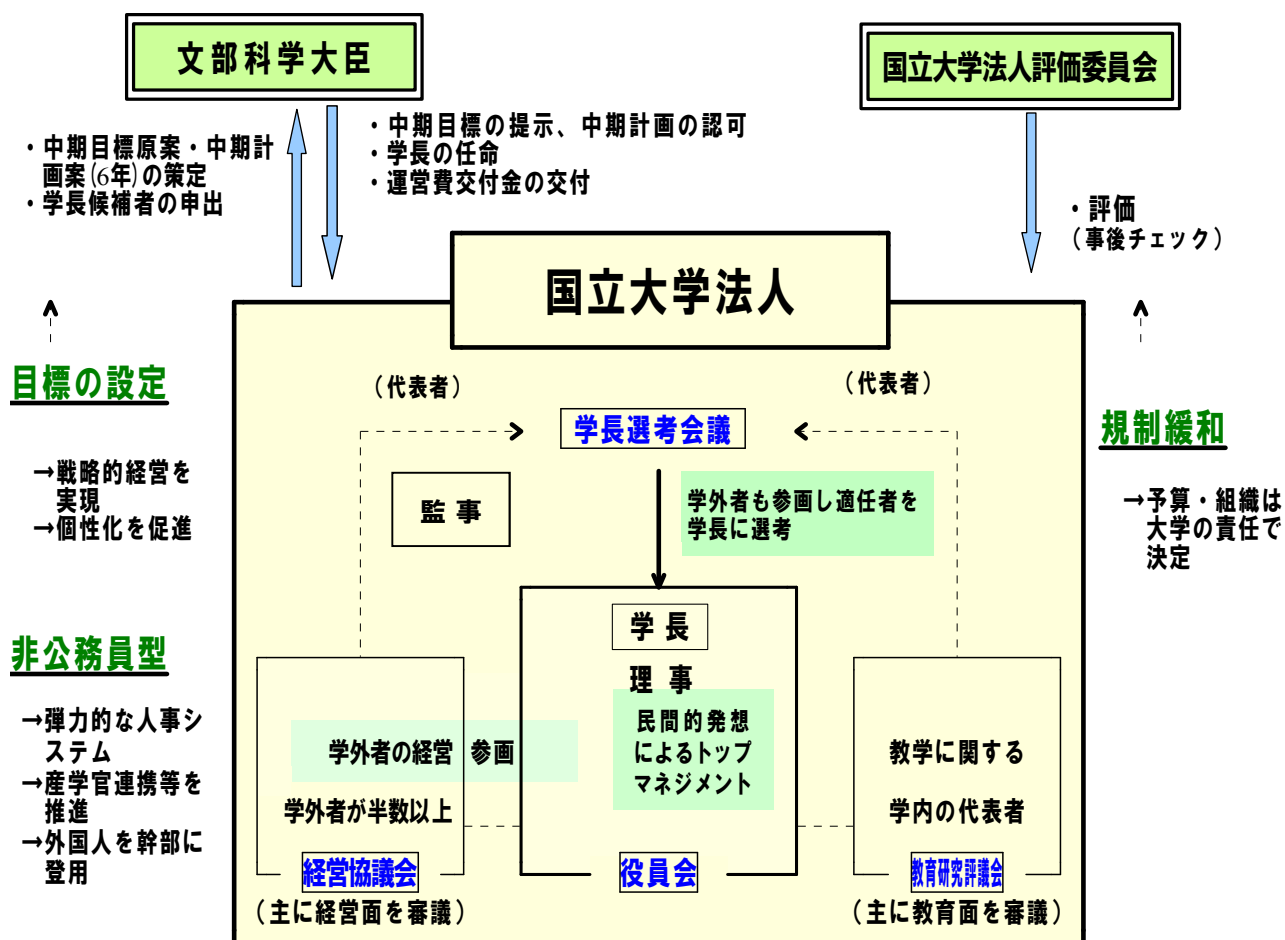 文部科学大臣
国立大学法人評価委員会
・中期目標原案・中期計
画案(6年)の策定
・学長候補者の申出
・中期目標の提示、中期計画の認可
・学長の任命
・運営費交付金の交付
・評価
(事後チェック)
国立大学法人
目標の設定
→戦略的経営を
実現
→個性化を促進
非公務員型
→弾力的な人事シ
ステム
→産学官連携等を
推進
→外国人を幹部に
登用
(代表者)
(代表者)
学長選考会議
監事
学外者も参画し適任者を
学長に選考
学長
理事
民間的発想
によるトップ
マネジメント
役員会
学外者の経営 参画
学外者が半数以上
経営協議会
(主に経営面を審議)
教学に関する
学内の代表者
教育研究評議会
(主に教育面を審議)
規制緩和
→予算・組織は
大学の責任で
決定